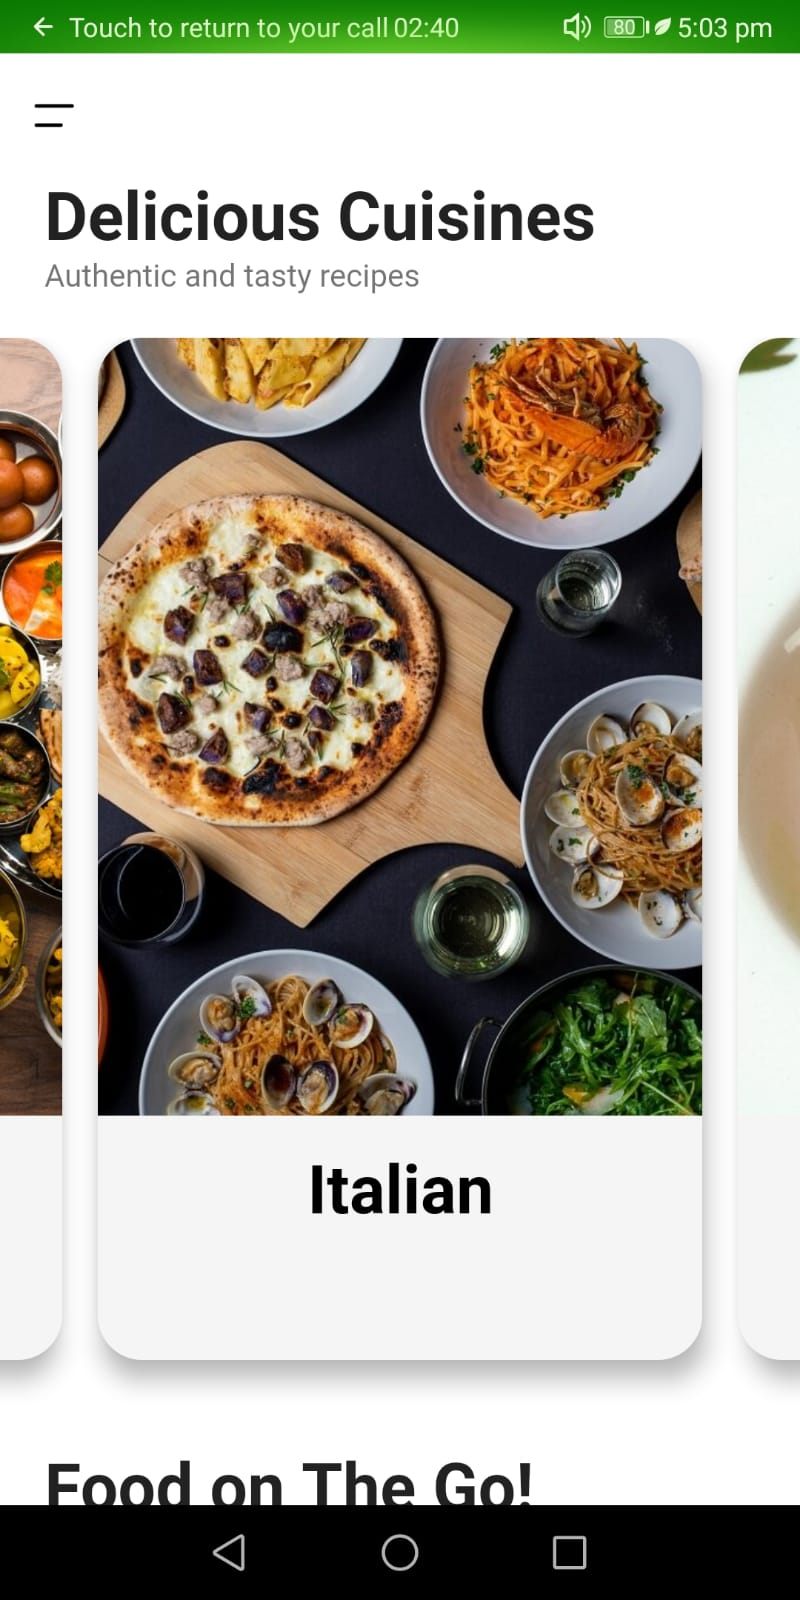 Touch to return to your call 02:40
80
5:03 pm
Delicious Cuisines
Authentic and tasty recipes
Italian
Food on The Go!